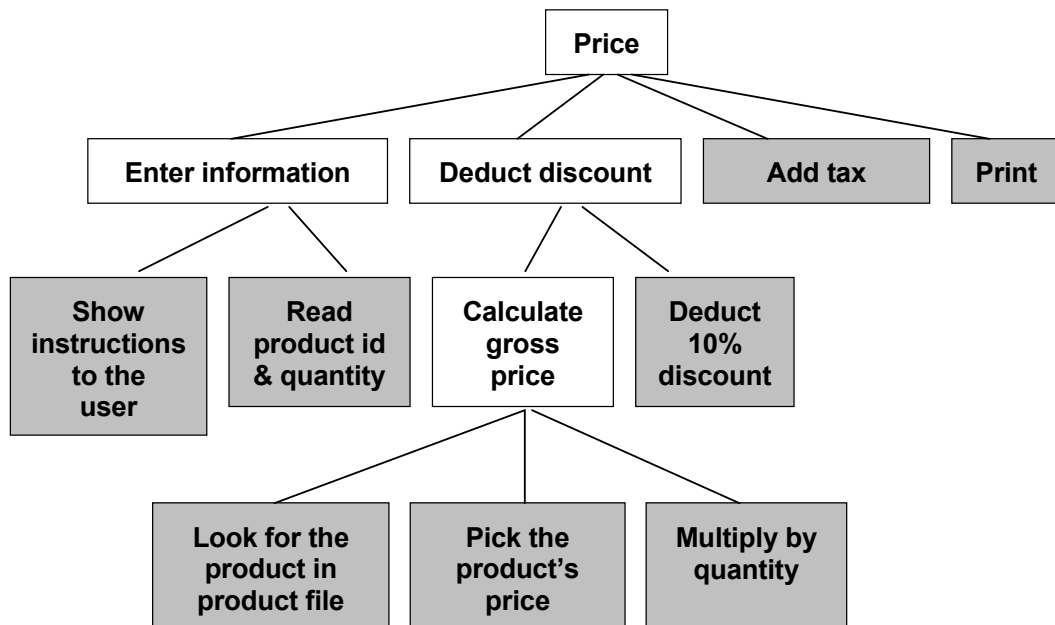 Price
Enter information
Deduct discount
Add tax
Print
Show
instructions
to the
user
Read
product id
& quantity
Calculate
gross
price
Deduct
10%
discount
Look for the
product in
product file
Pick the
product’s
price
Multiply by
quantity